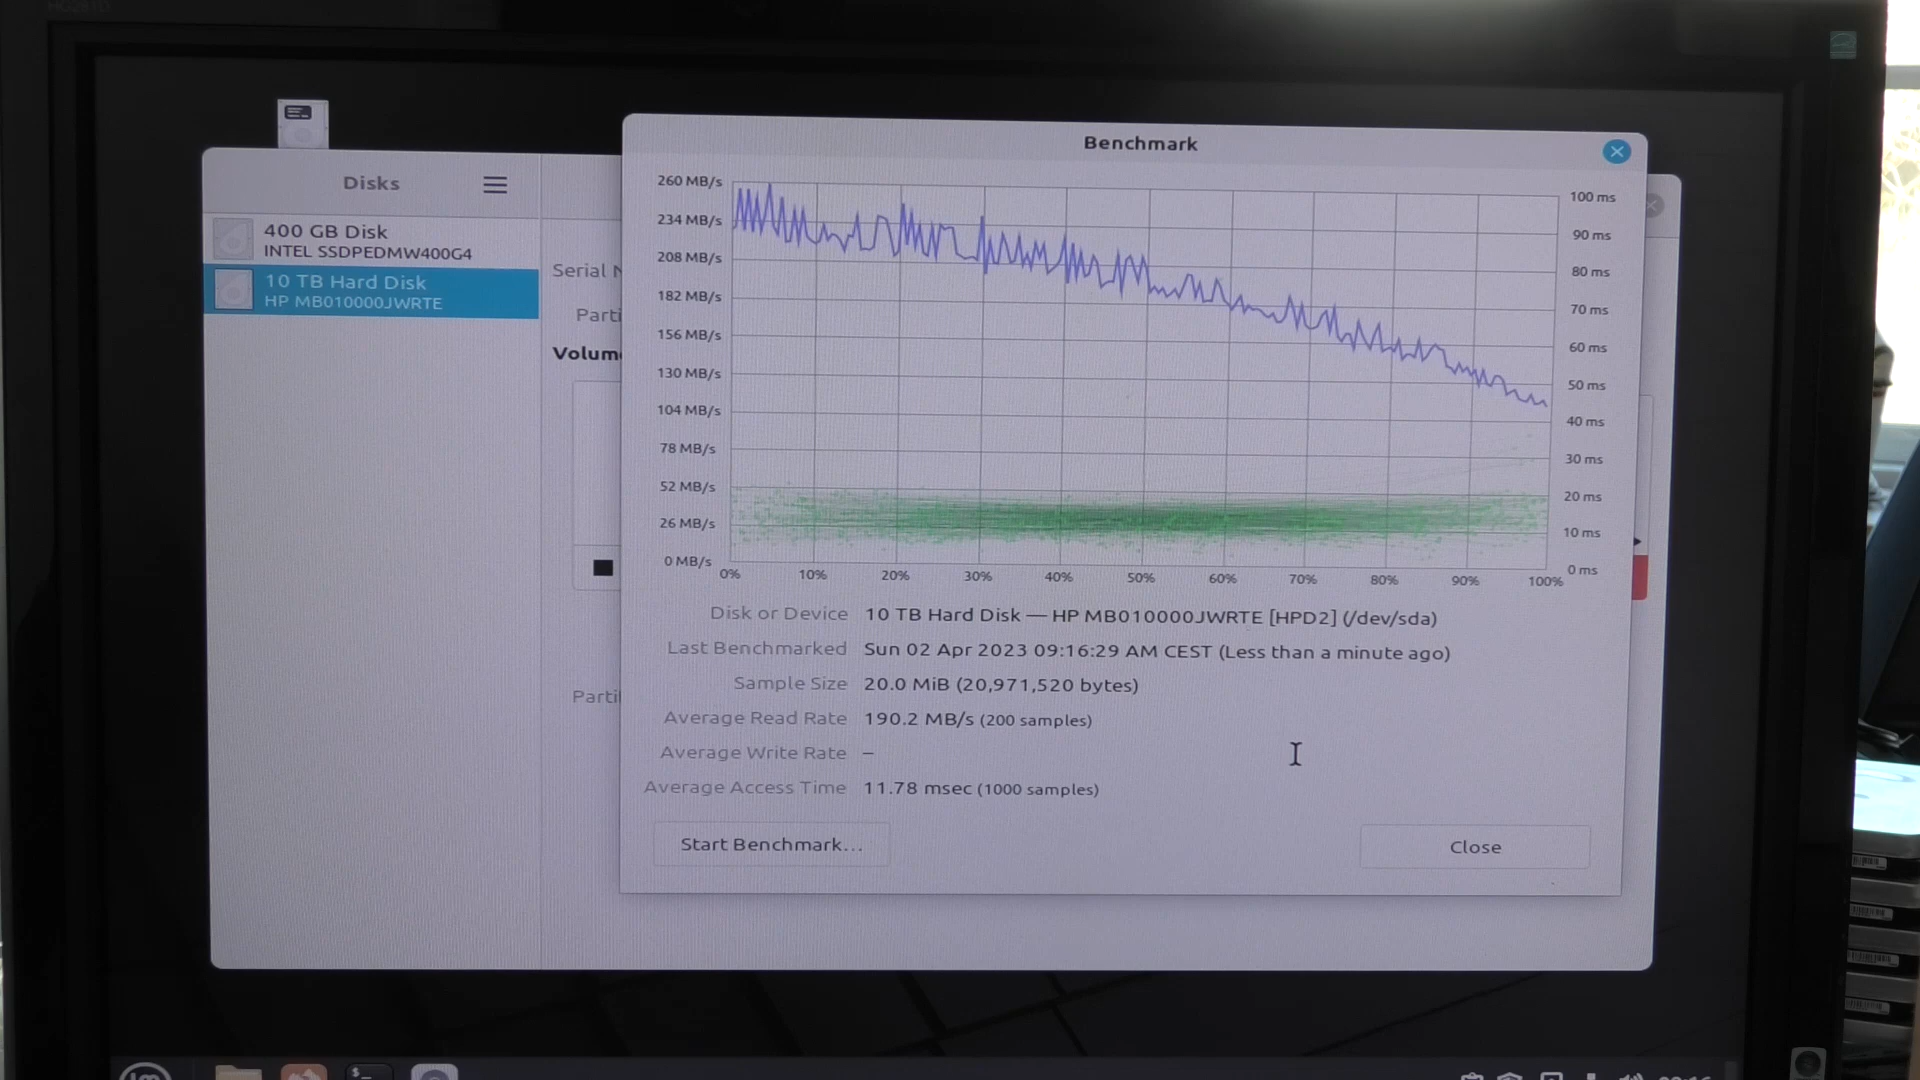 Disks
400 GB Disk
INTEL SSDPEDMW400G4
10 TB Hard Disk
HP MB010000JWRTE
Serial N
Parti
Volum
Parti
Benchmark
260 MB/s
234 MB/s
208 MB/s
182 MB/s
156 MB/s
130 MB/s
104 MB/s
78 MB/s
52 MB/s
26 MB/s
0 MB/s
100 ms
90 ms
80 ms
70 ms
60 ms
50 ms
40 ms
30 ms
20 ms
10 ms
0 ms
0% 10% 20% 30% 40% 50% 60% 70% 80% 90% 100%
Disk or Device 10 TB Hard Disk — HP MB010000JWRTE [HPD2] (/dev/sda)
Last Benchmarked Sun 02 Apr 2023 09:16:29 AM CEST (Less than a minute ago)
Sample Size 20.0 MiB (20,971,520 bytes)
Average Read Rate 190.2 MB/s (200 samples)
Average Write Rate –
Average Access Time 11.78 msec (1000 samples)
Start Benchmark...
Close